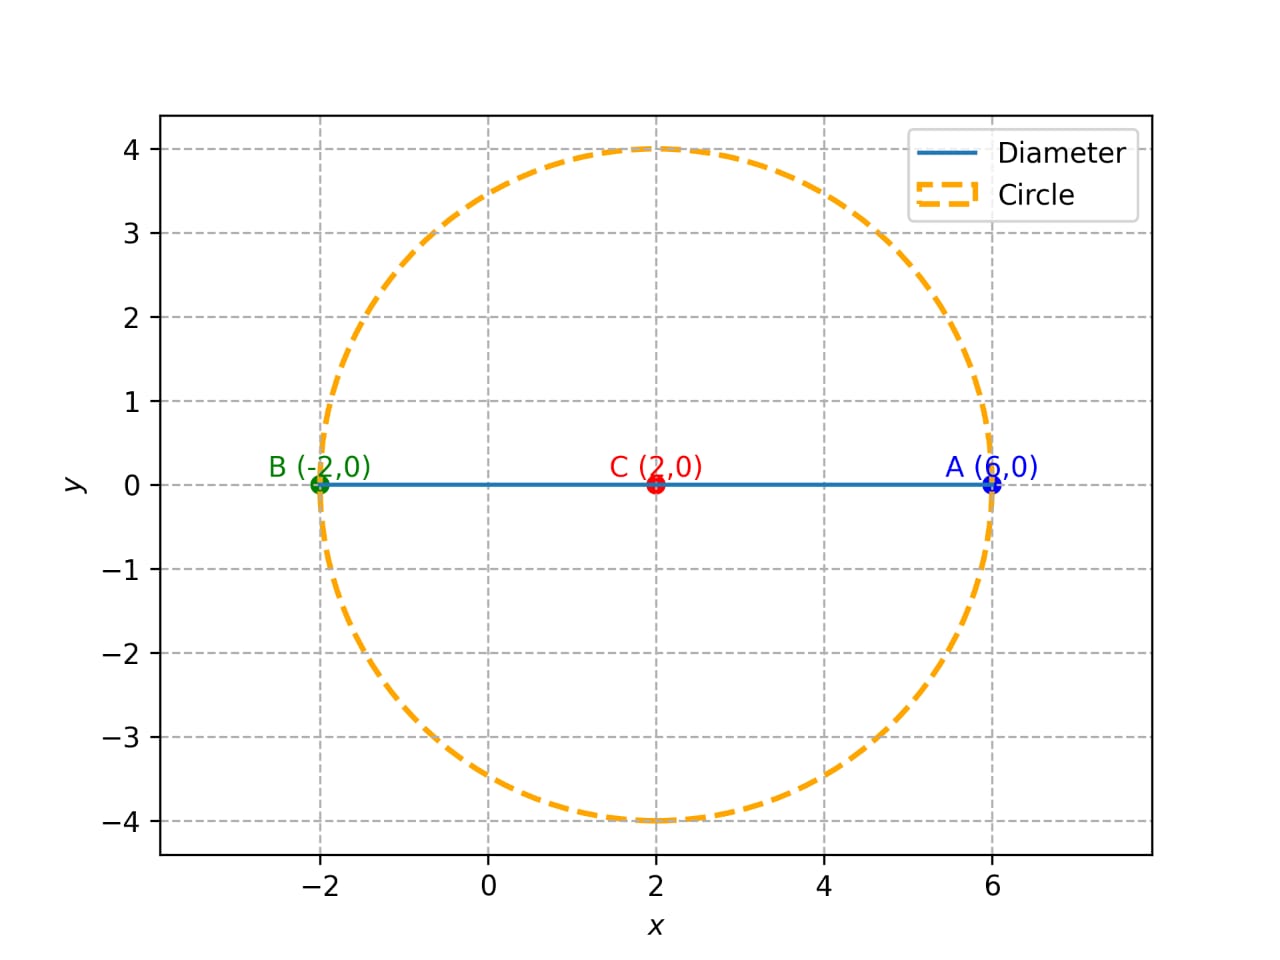 Diameter
Circle
4
3
2
1
0
−1
−2
−3
−4
y
B (-2,0)
C (2,0)
A (6,0)
−2 0 2 4 6
x